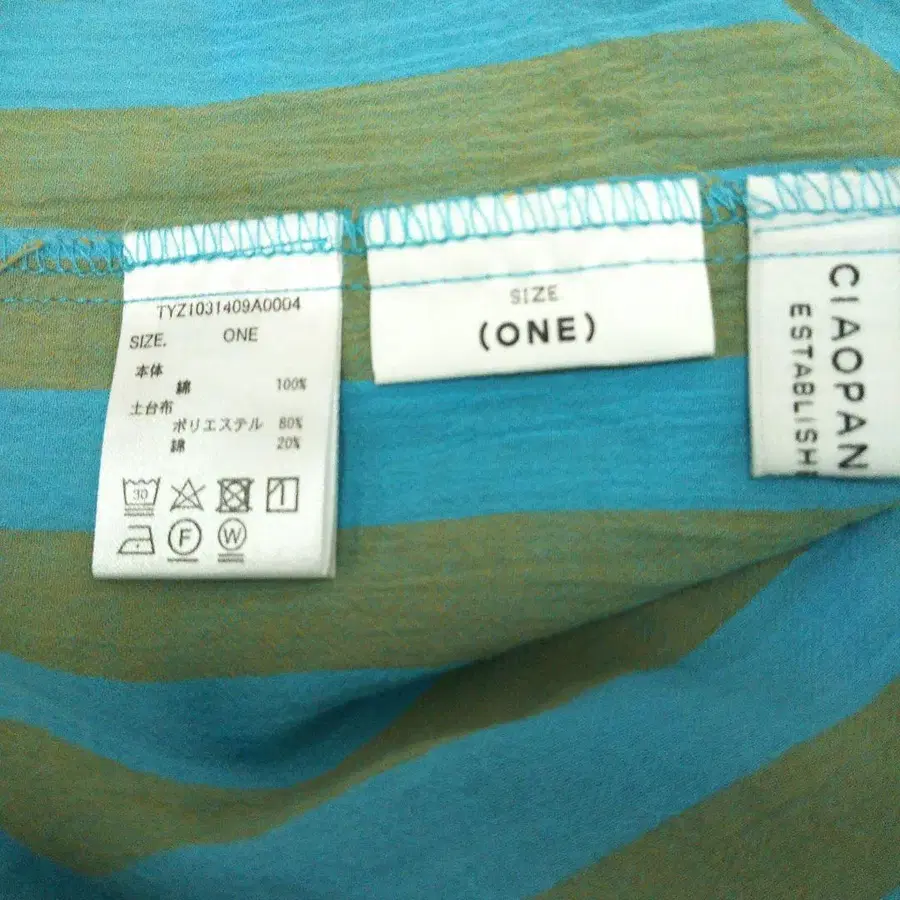 TYZ1031409A0004
SIZE. ONE
本体
綿 100%
土台布
ポリエステル 80%
綿 20%
30
F
W
SIZE
(ONE)
CIAOPAN
ESTABLISH